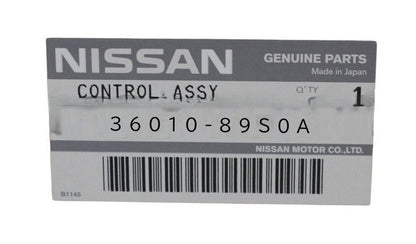 NISSAN
GENUINE PARTS
Made in Japan
CONTROL ASSY
Q'TY
1
36010-89S0A
NISSAN MOTOR CO.,LTD.
B1145